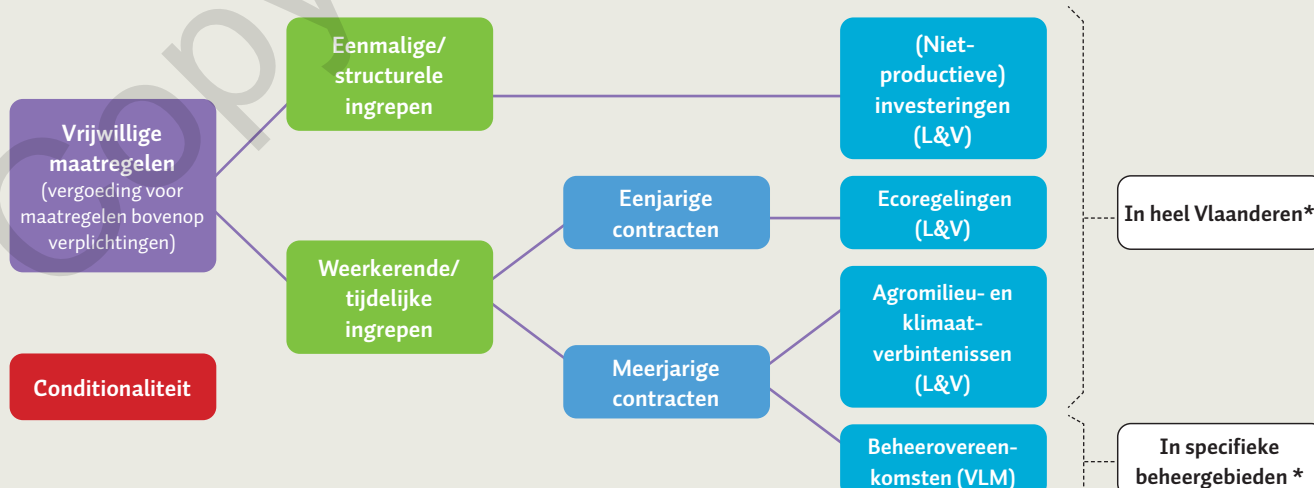 Copy
Vrijwillige
maatregelen
(vergoeding voor
maatregelen bovenop
verplichtingen)
Conditionaliteit
Eenmalige/
structurele
ingrepen
Weerkerende/
tijdelijke
ingrepen
Eenjarige
contracten
Meerjarige
contracten
(Niet-
productieve)
investeringen
(L&V)
Ecoregelingen
(L&V)
Agromilieu- en
klimaat-
verbintenissen
(L&V)
Beheerovereen-
komsten (VLM)
In heel Vlaanderen*
In specifieke
beheergebieden *